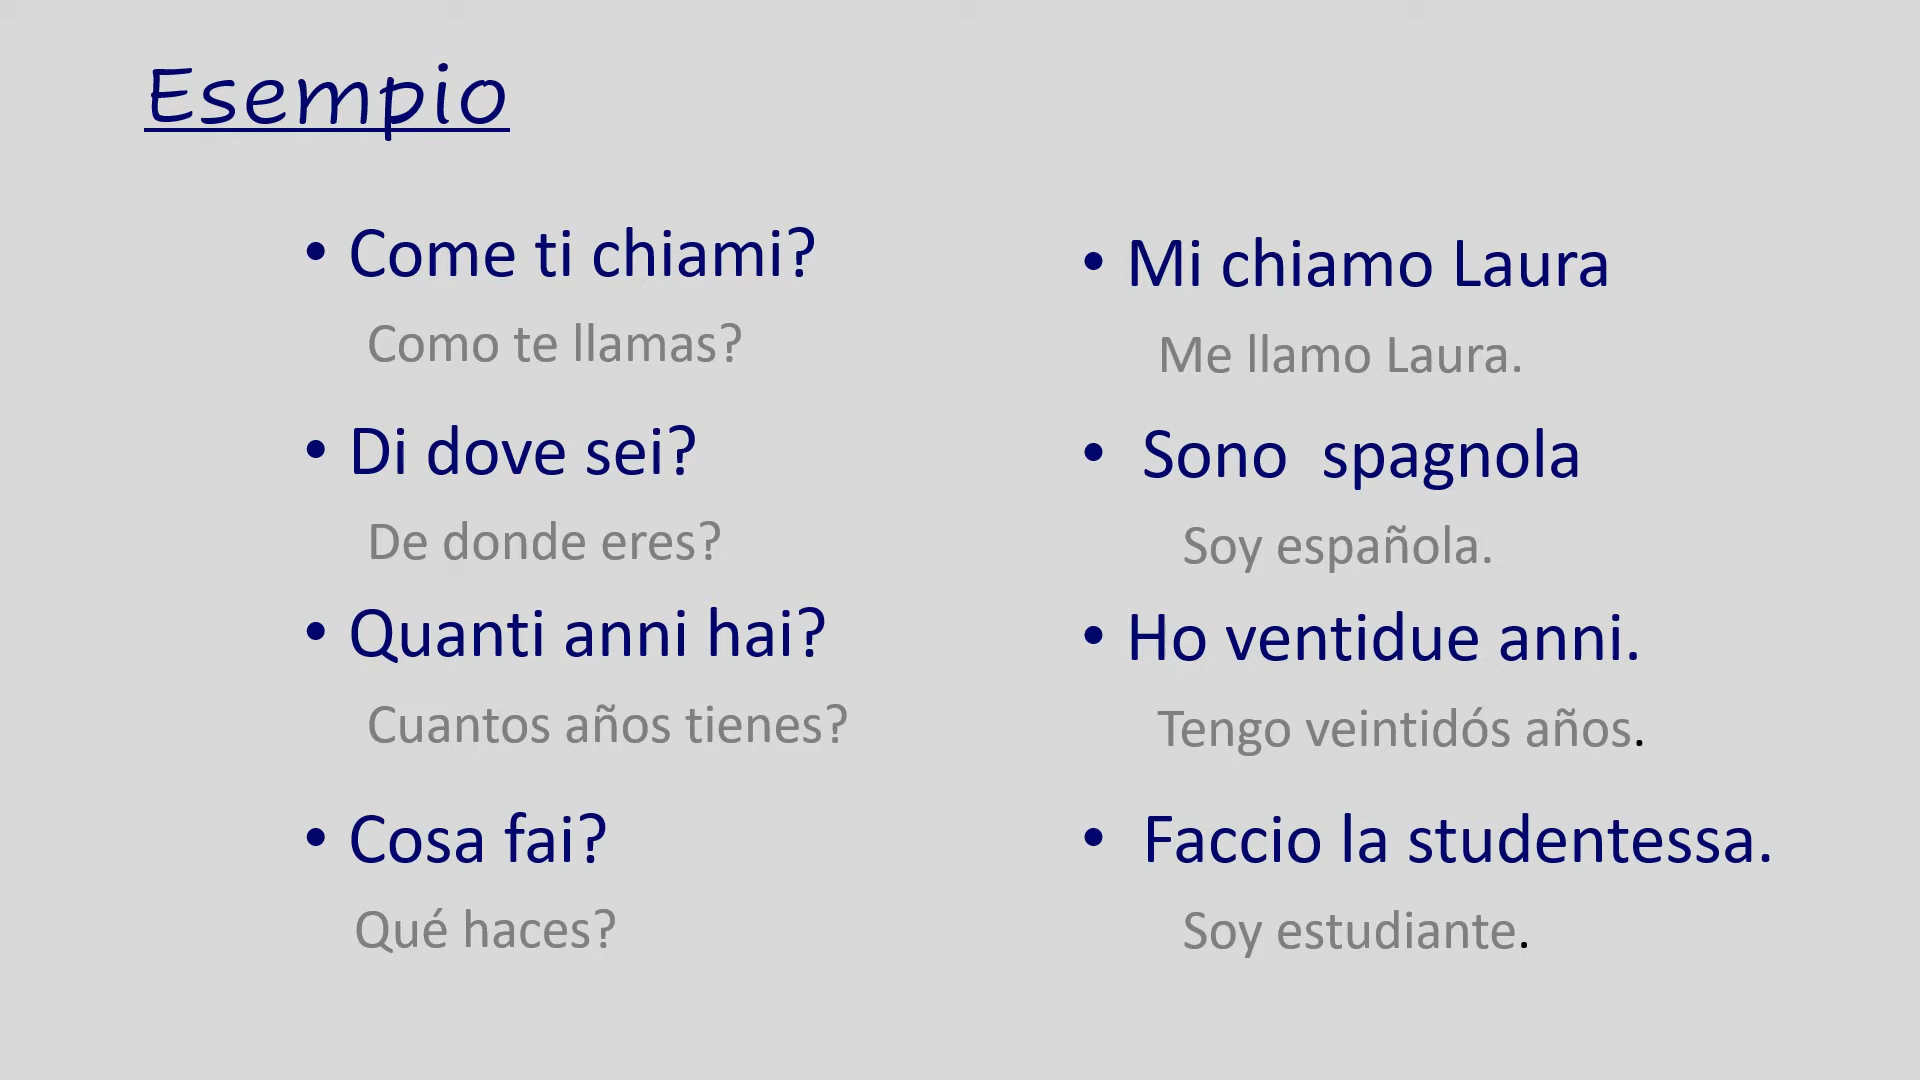 Esempio
• Come ti chiami?
Como te llamas?
• Di dove sei?
De donde eres?
• Quanti anni hai?
Cuantos años tienes?
• Cosa fai?
Qué haces?
• Mi chiamo Laura
Me llamo Laura.
• Sono spagnola
Soy española.
• Ho ventidue anni.
Tengo veintidós años.
• Faccio la studentessa.
Soy estudiante.